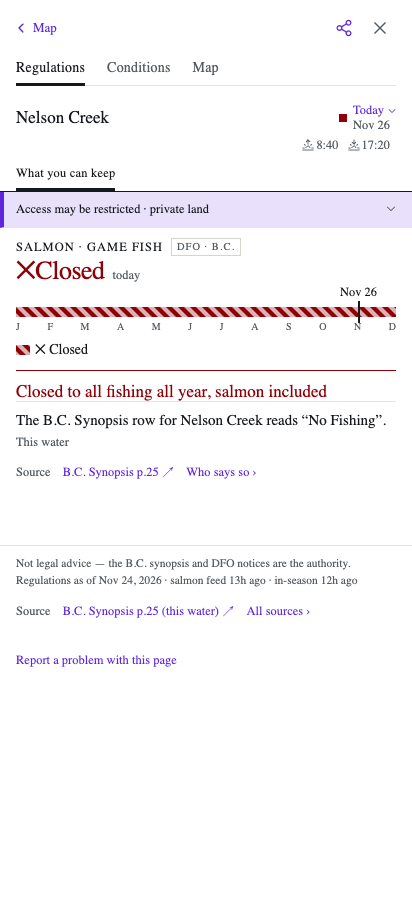 Map
Regulations Conditions Map
Nelson Creek
Today
Nov 26
8:40 17:20
What you can keep
Access may be restricted · private land
SALMON · GAME FISH DFO · B.C.
Closed today
Nov 26
J F M A M J J A S O N D
Closed
Closed to all fishing all year, salmon included
The B.C. Synopsis row for Nelson Creek reads “No Fishing”.
This water
Source B.C. Synopsis p.25 ↗ Who says so ›
Not legal advice — the B.C. synopsis and DFO notices are the authority.
Regulations as of Nov 24, 2026 · salmon feed 13h ago · in-season 12h ago
Source B.C. Synopsis p.25 (this water) ↗ All sources ›
Report a problem with this page